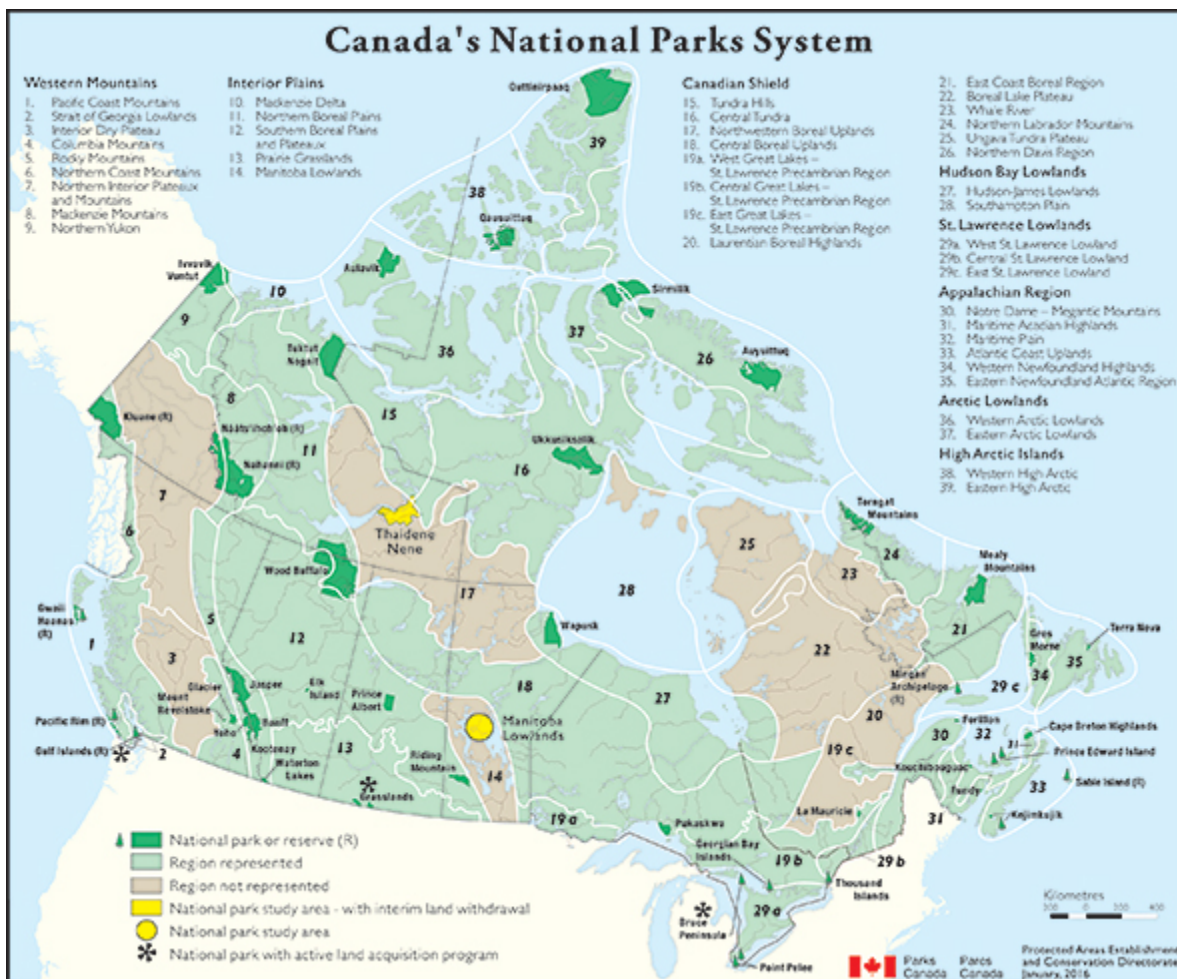 Canada's National Parks System
Western Mountains
1. Pacific Coast Mountains
2. Strait of Georgia Lowlands
3. Interior Dry Plateau
4. Columbia Mountains
5. Rocky Mountains
6. Northern Coast Mountains
7. Northern Interior Plateaux
and Mountains
8. Mackenzie Mountains
9. Northern Yukon
Interior Plains
10. Mackenzie Delta
11. Northern Boreal Plains
12. Southern Boreal Plains
and Plateaux
13. Prairie Grasslands
14. Manitoba Lowlands
Canadian Shield
15. Tundra Hills
16. Central Tundra
17. Northwestern Boreal Uplands
18. Central Boreal Uplands
19a. West Great Lakes –
St. Lawrence Precambrian Region
19b. Central Great Lakes –
St. Lawrence Precambrian Region
19c. East Great Lakes –
St. Lawrence Precambrian Region
20. Laurentian Boreal Highlands
21. East Coast Boreal Region
22. Boreal Lake Plateau
23. Whale River
24. Northern Labrador Mountains
25. Ungava Tundra Plateau
26. Northern Davis Region
Hudson Bay Lowlands
27. Hudson-James Lowlands
28. Southampton Plain
St. Lawrence Lowlands
29a. West St. Lawrence Lowland
29b. Central St. Lawrence Lowland
29c. East St. Lawrence Lowland
Appalachian Region
30. Notre Dame – Megantic Mountains
31. Maritime Acadian Highlands
32. Maritime Plain
33. Atlantic Coast Uplands
34. Western Newfoundland Highlands
35. Eastern Newfoundland Atlantic Region
Arctic Lowlands
36. Western Arctic Lowlands
37. Eastern Arctic Lowlands
High Arctic Islands
38. Western High Arctic
39. Eastern High Arctic
Quttinirpaaq
39
38
Qausuittuq
Ivvavik
Vuntut
Aulavik
10
Sirmilik
9
37
36
26
Auyuittuq
Tuktut
Nogait
8
15
Kluane (R)
Nááts'ihch'oh (R)
11
Nahanni (R)
Ukkusiksalik
16
7
Thaidene
Nene
Torngat
Mountains
6
25
24
Mealy
Mountains
Wood Buffalo
23
17
28
Gwaii
Haanas
(R)
1
5
Wapusk
21
Gros
Morne
Terra Nova
12
22
35
34
3
Glacier
Jasper
Elk
Island
Prince
Albert
18
27
Mingan
Archipelago
(R)
29 c
Mount
Revelstoke
20
Pacific Rim (R)
Yoho
Banff
Manitoba
Lowlands
Forillon
32
Cape Breton Highlands
Gulf Islands (R)
2
4
Kootenay
13
30
31
Prince Edward Island
19 c
Waterton
Lakes
Riding
Mountain
14
Kouchibouguac
33
Sable Island (R)
Grasslands
Fundy
19 a
La Mauricie
31
Kejimkujik
Pukaskwa
Georgian Bay
Islands
19 b
29 b
Thousand
Islands
29 a
Bruce
Peninsula
Point Pelee
National park or reserve (R)
Region represented
Region not represented
National park study area - with interim land withdrawal
National park study area
National park with active land acquisition program
Kilometres
200 0 200 400
Parks
Canada
Parcs
Canada
Protected Areas Establishment
and Conservation Directorate
January, 2016